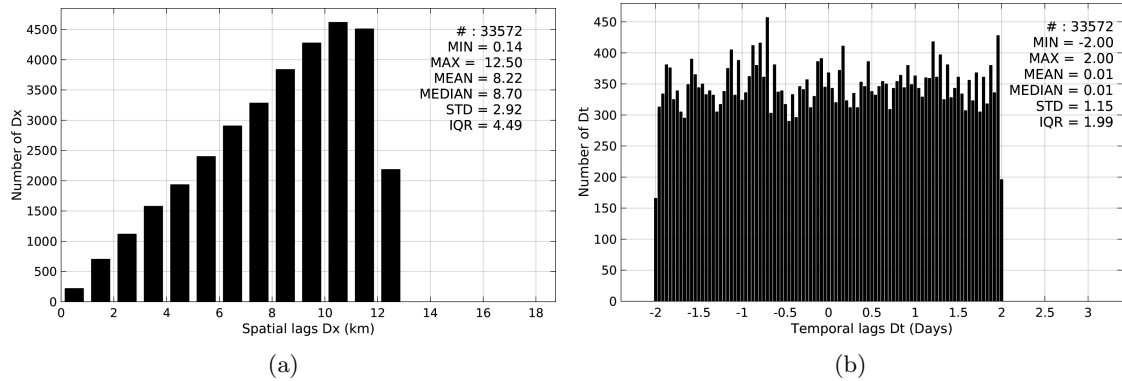 4500
4000
3500
3000
2500
2000
1500
1000
500
0
Number of Dx
# : 33572
MIN = 0.14
MAX = 12.50
MEAN = 8.22
MEDIAN = 8.70
STD = 2.92
IQR = 4.49
0 2 4 6 8 10 12 14 16 18
Spatial lags Dx (km)
(a)
450
400
350
300
250
200
150
100
50
0
Number of Dt
# : 33572
MIN = -2.00
MAX = 2.00
MEAN = 0.01
MEDIAN = 0.01
STD = 1.15
IQR = 1.99
-2 -1.5 -1 -0.5 0 0.5 1 1.5 2 2.5 3
Temporal lags Dt (Days)
(b)